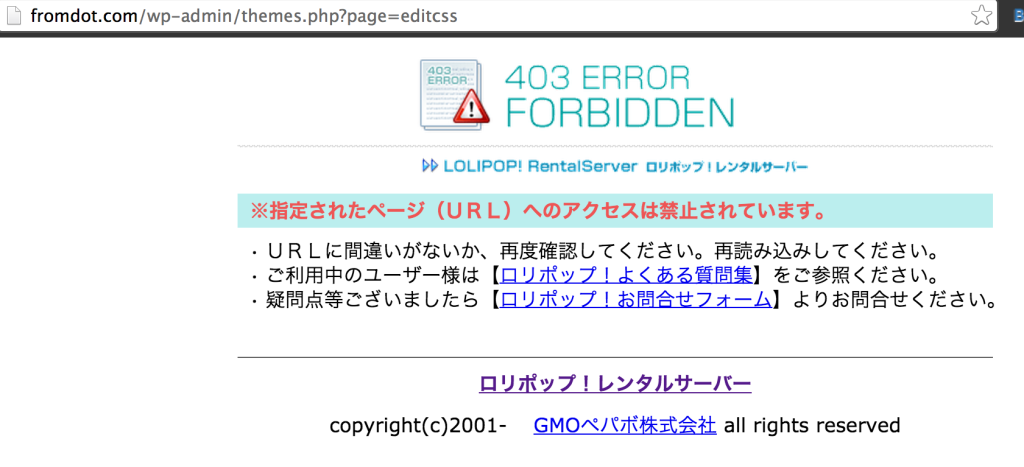 fromdot.com/wp-admin/themes.php?page=editcss
403 ERROR
403 ERROR
FORBIDDEN
LOLIPOP! RentalServer ロリポップ！レンタルサーバー
※指定されたページ（ＵＲＬ）へのアクセスは禁止されています。
・ＵＲＬに間違いがないか、再度確認してください。再読み込みしてください。
・ご利用中のユーザー様は【ロリポップ！よくある質問集】をご参照ください。
・疑問点等ございましたら【ロリポップ！お問合せフォーム】よりお問合せください。
ロリポップ！レンタルサーバー
copyright(c)2001- GMOペパボ株式会社 all rights reserved